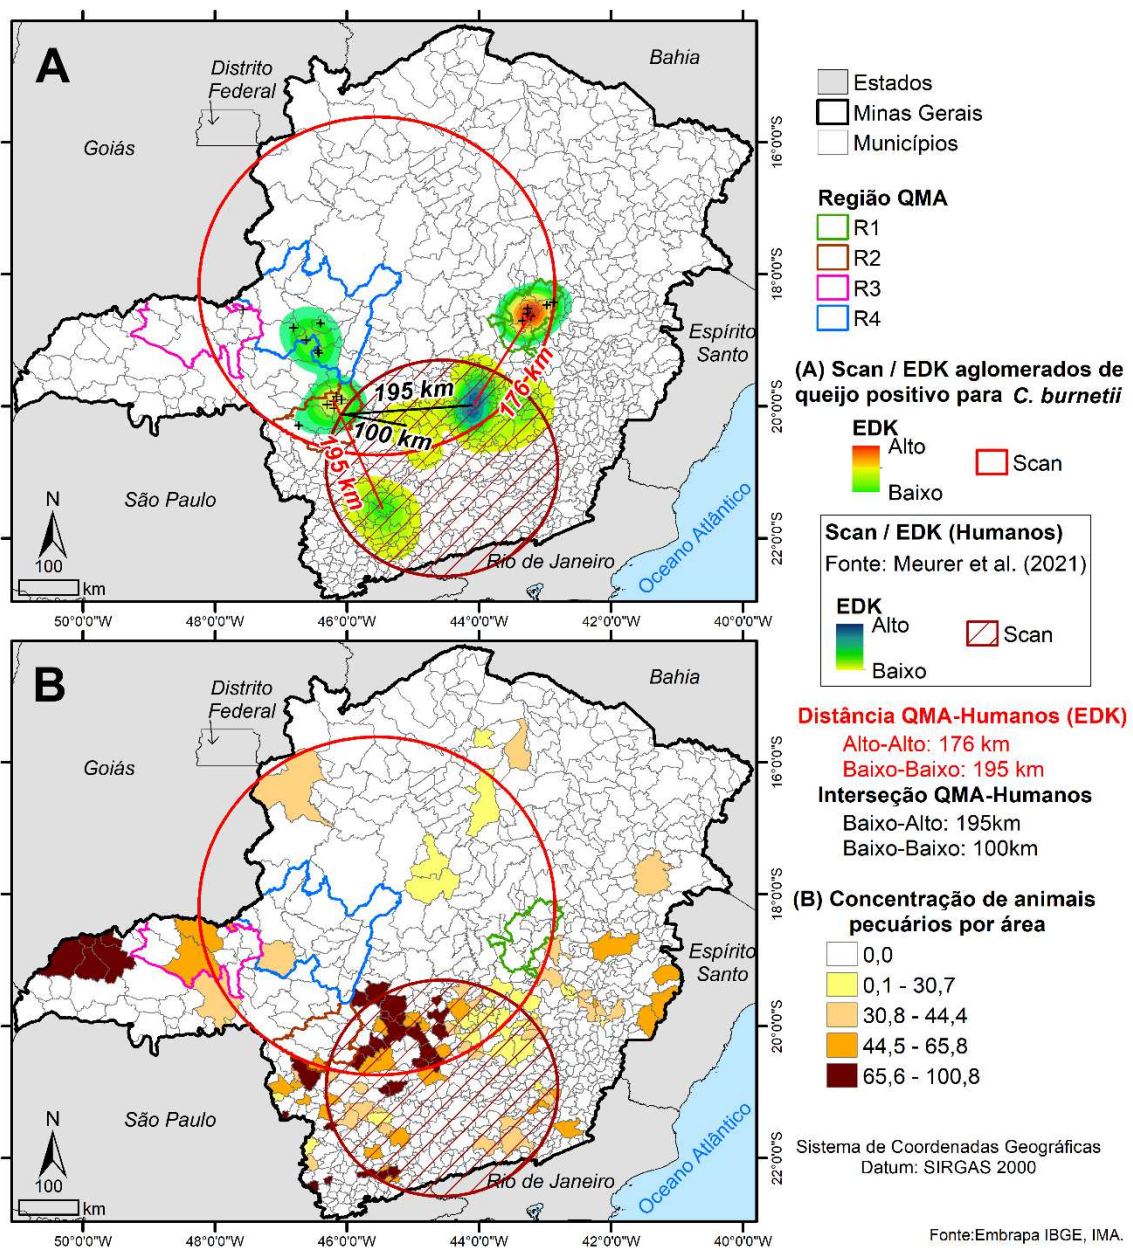 A
Bahia
Distrito
Federal
Goiás
Espírito
Santo
São Paulo
Rio de Janeiro
Oceano Atlântico
195 km
100 km
176 km
195 km
N
100
km
16°0'0"S
18°0'0"S
20°0'0"S
22°0'0"S
50°0'0"W
48°0'0"W
46°0'0"W
44°0'0"W
42°0'0"W
40°0'0"W
B
Bahia
Distrito
Federal
Goiás
Espírito
Santo
São Paulo
Rio de Janeiro
Oceano Atlântico
N
100
km
16°0'0"S
18°0'0"S
20°0'0"S
22°0'0"S
50°0'0"W
48°0'0"W
46°0'0"W
44°0'0"W
42°0'0"W
40°0'0"W
Estados
Minas Gerais
Municípios
Região QMA
R1
R2
R3
R4
(A) Scan / EDK aglomerados de
queijo positivo para C. burnetii
EDK
Alto
Baixo
Scan
Scan / EDK (Humanos)
Fonte: Meurer et al. (2021)
EDK
Alto
Baixo
Scan
Distância QMA-Humanos (EDK)
Alto-Alto: 176 km
Baixo-Baixo: 195 km
Interseção QMA-Humanos
Baixo-Alto: 195km
Baixo-Baixo: 100km
(B) Concentração de animais
pecuários por área
0,0
0,1 - 30,7
30,8 - 44,4
44,5 - 65,8
65,6 - 100,8
Sistema de Coordenadas Geográficas
Datum: SIRGAS 2000
Fonte:Embrapa IBGE, IMA.